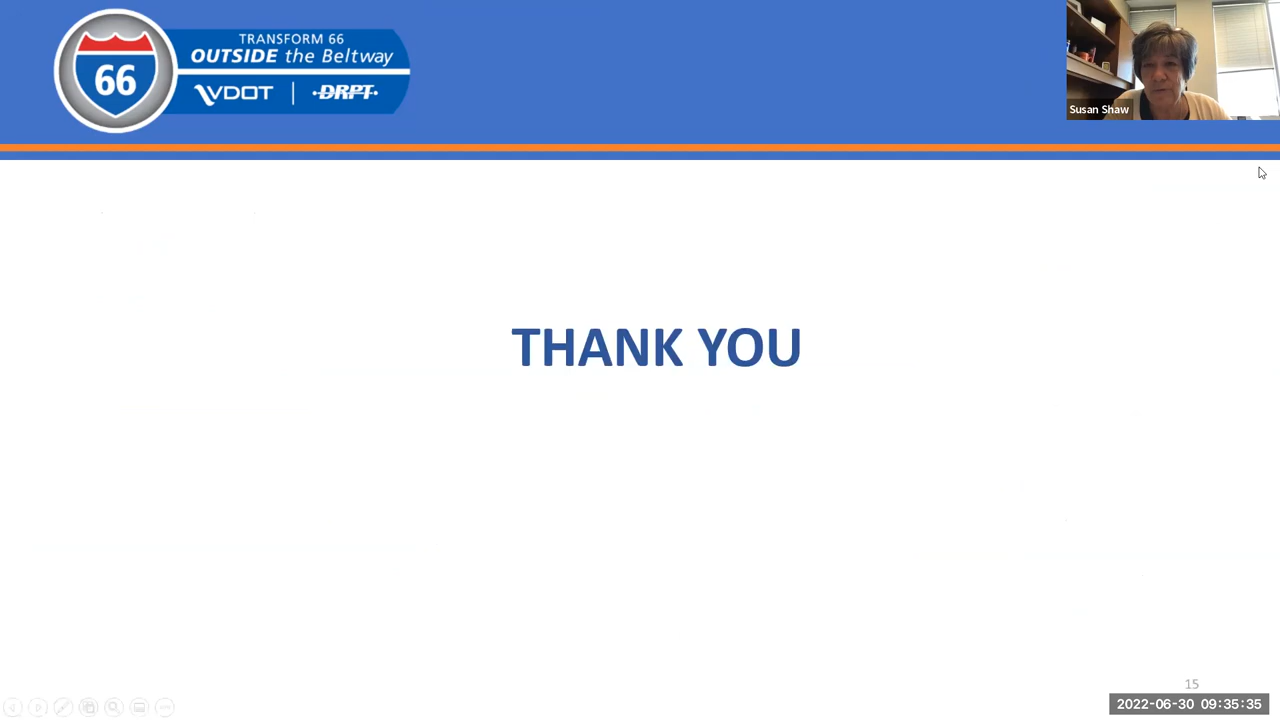 66
TRANSFORM 66
OUTSIDE the Beltway
VDOT | DRPT
Susan Shaw
THANK YOU
15
2022-06-30 09:35:35